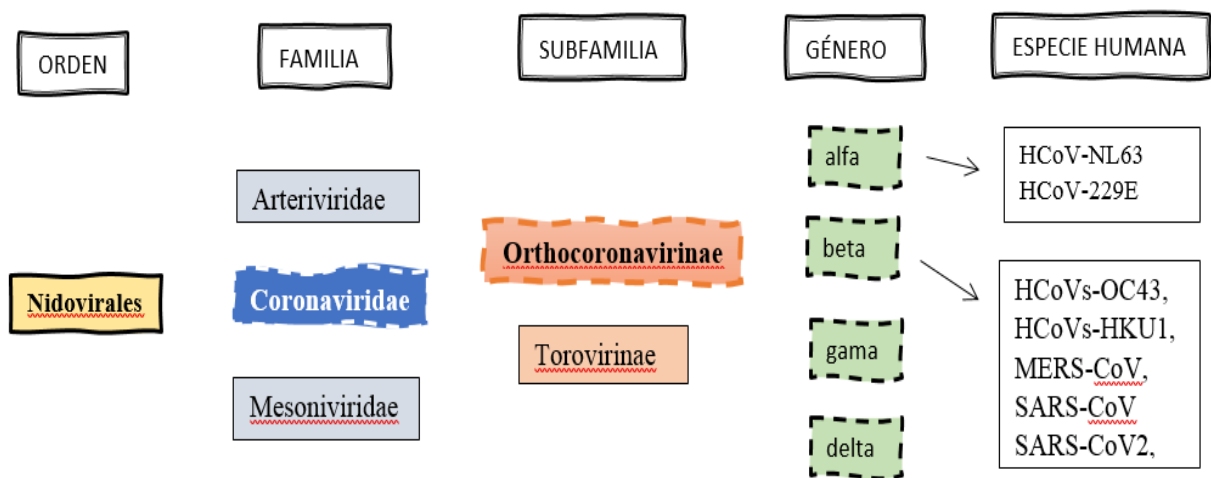 ORDEN
FAMILIA
SUBFAMILIA
GÉNERO
ESPECIE HUMANA
Nidovirales
Arteriviridae
Coronaviridae
Mesoniviridae
Orthocoronavirinae
Torovirinae
alfa
beta
gama
delta
HCoV-NL63
HCoV-229E
HCoVs-OC43,
HCoVs-HKU1,
MERS-CoV,
SARS-CoV
SARS-CoV2,